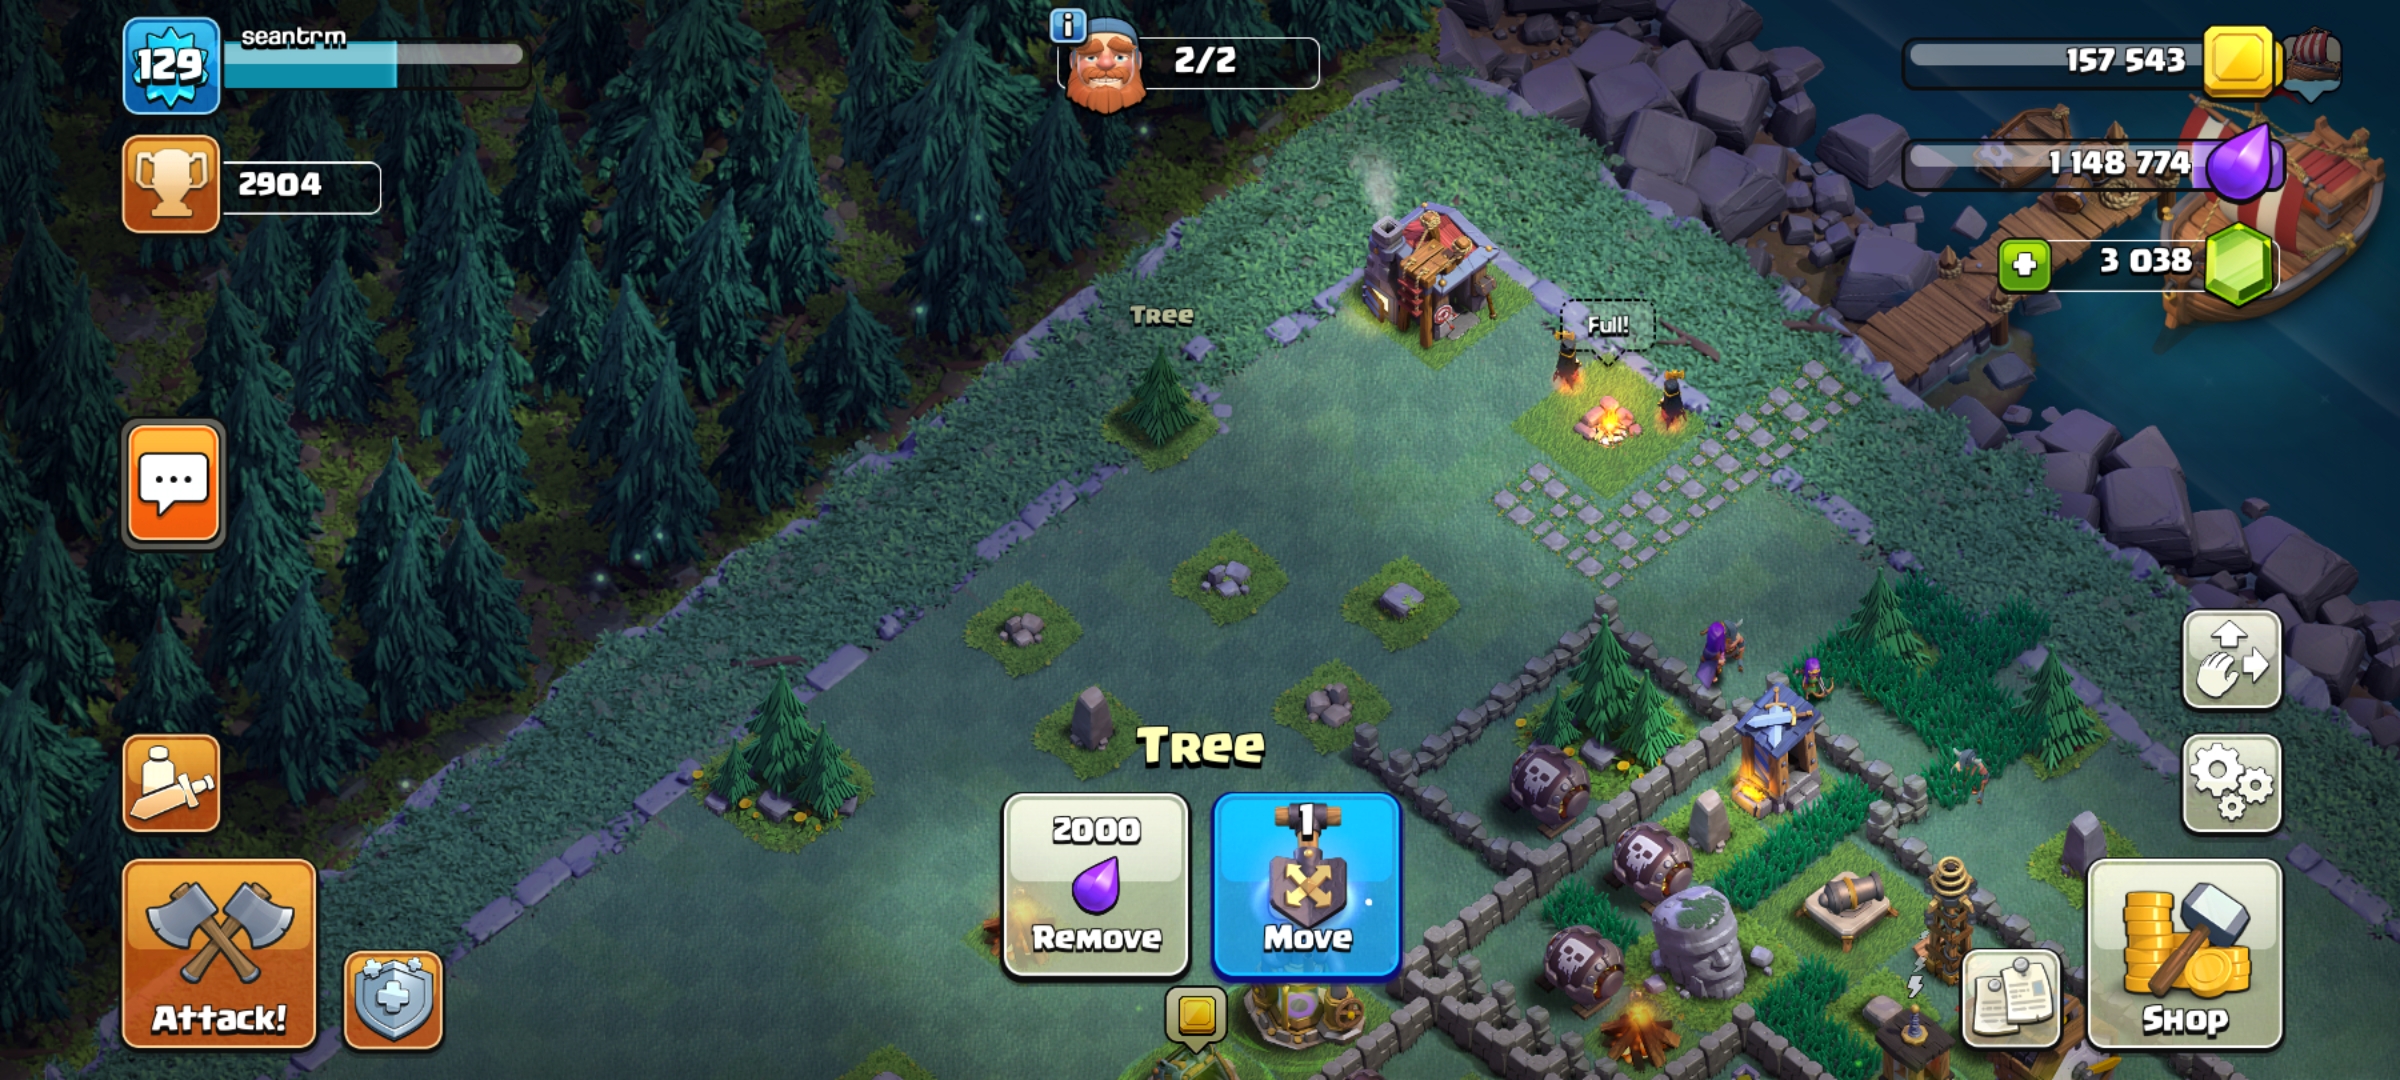 129
seantrm
2/2
157 543
2904
1 148 774
3 038
Tree
Full!
Tree
2000
Remove
1
Move
Attack!
Shop